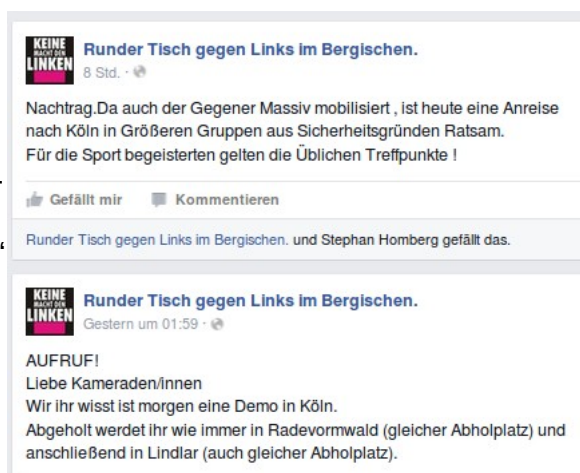 KEINE
MACHT DEN
LINKEN
Runder Tisch gegen Links im Bergischen.
8 Std. ·
Nachtrag.Da auch der Gegener Massiv mobilisiert , ist heute eine Anreise
nach Köln in Größeren Gruppen aus Sicherheitsgründen Ratsam.
Für die Sport begeisterten gelten die Üblichen Treffpunkte !
Gefällt mir Kommentieren
Runder Tisch gegen Links im Bergischen. und Stephan Homberg gefällt das.
KEINE
MACHT DEN
LINKEN
Runder Tisch gegen Links im Bergischen.
Gestern um 01:59 ·
AUFRUF!
Liebe Kameraden/innen
Wir ihr wisst ist morgen eine Demo in Köln.
Abgeholt werdet ihr wie immer in Radevormwald (gleicher Abholplatz) und
anschließend in Lindlar (auch gleicher Abholplatz).